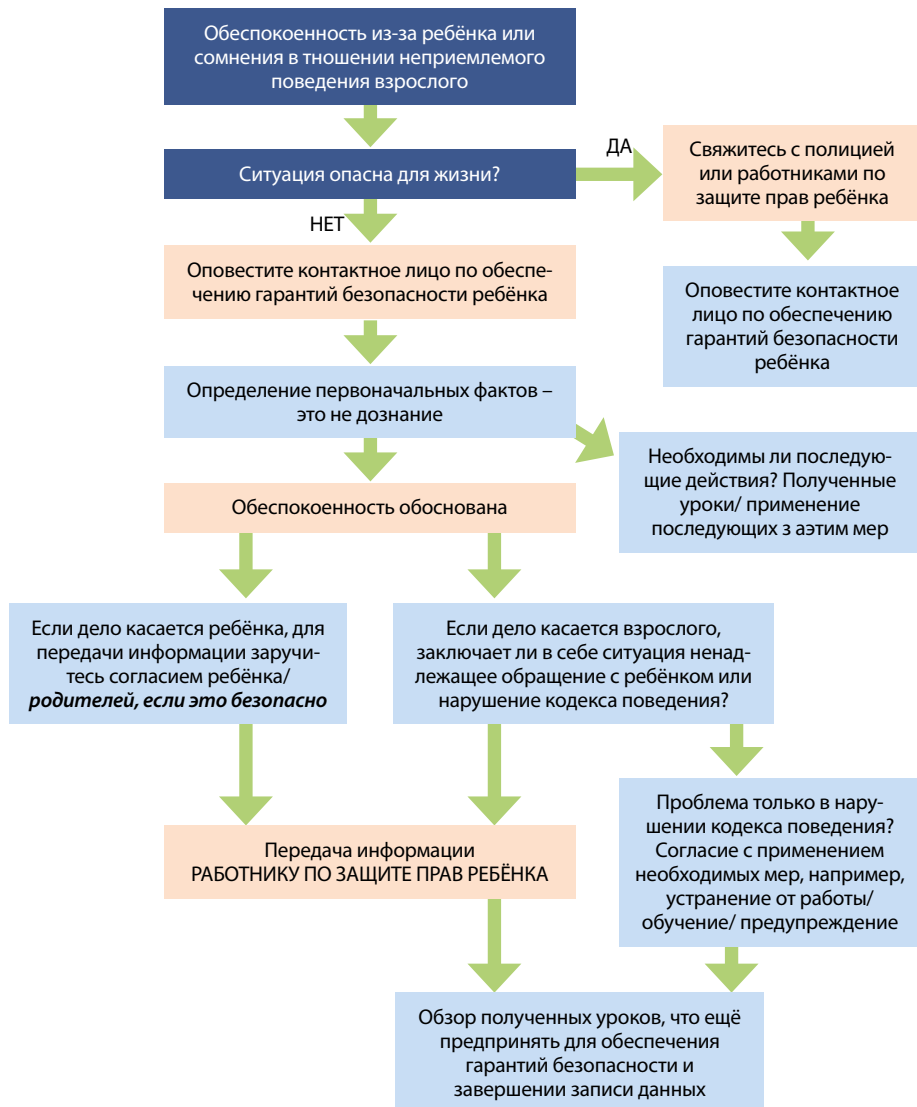 Обеспокоенность из-за ребёнка или
сомнения в тношении неприемлемого
поведения взрослого
Ситуация опасна для жизни?
ДА
Свяжитесь с полицией
или работниками по
защите прав ребёнка
НЕТ
Оповестите контактное лицо по обеспе-
чению гарантий безопасности ребёнка
Оповестите контактное
лицо по обеспечению
гарантий безопасности
ребёнка
Определение первоначальных фактов –
это не дознание
Необходимы ли последую-
щие действия? Полученные
уроки/ применение
последующих з аэтим мер
Обеспокоенность обоснована
Если дело касается ребёнка, для
передачи информации заручи-
тесь согласием ребёнка/
родителей, если это безопасно
Если дело касается взрослого,
заключает ли в себе ситуация ненад-
лежащее обращение с ребёнком или
нарушение кодекса поведения?
Проблема только в нару-
шении кодекса поведения?
Согласие с применением
необходимых мер, например,
устранение от работы/
обучение/ предупреждение
Передача информации
РАБОТНИКУ ПО ЗАЩИТЕ ПРАВ РЕБЁНКА
Обзор полученных уроков, что ещё
предпринять для обеспечения
гарантий безопасности и
завершении записи данных